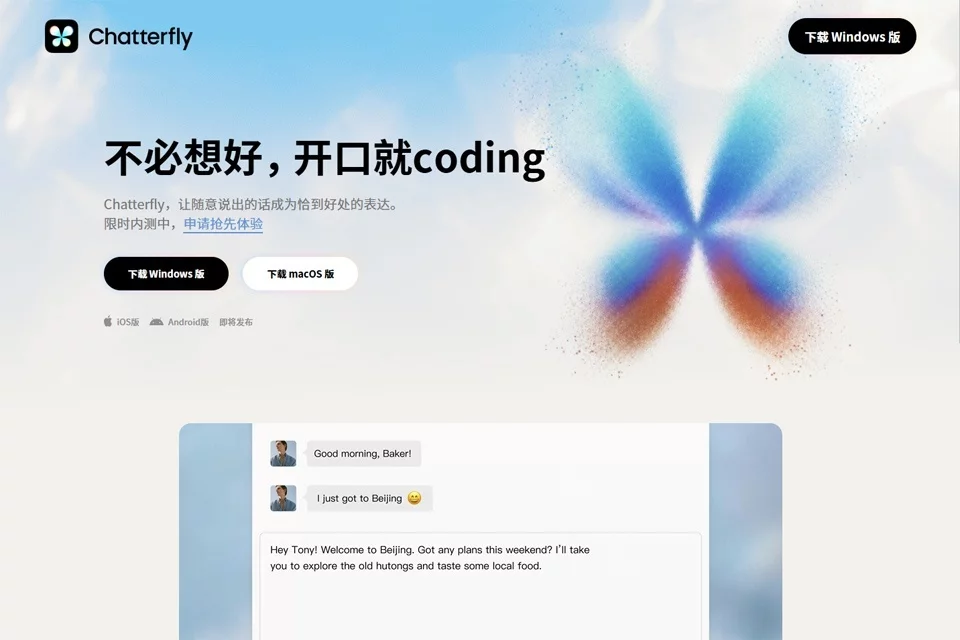 Chatterfly
下载 Windows 版
不必想好，开口就coding
Chatterfly，让随意说出的话成为恰到好处的表达。
限时内测中，申请抢先体验
下载 Windows 版
下载 macOS 版
iOS版 Android版 即将发布
Good morning, Baker!
I just got to Beijing 😄
Hey Tony! Welcome to Beijing. Got any plans this weekend? I'll take
you to explore the old hutongs and taste some local food.